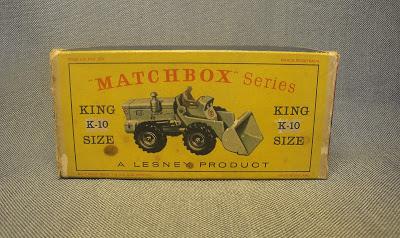 "MATCHBOX" Series
KING KING
K-10 K-10
SIZE SIZE
A LESNEY PRODUCT